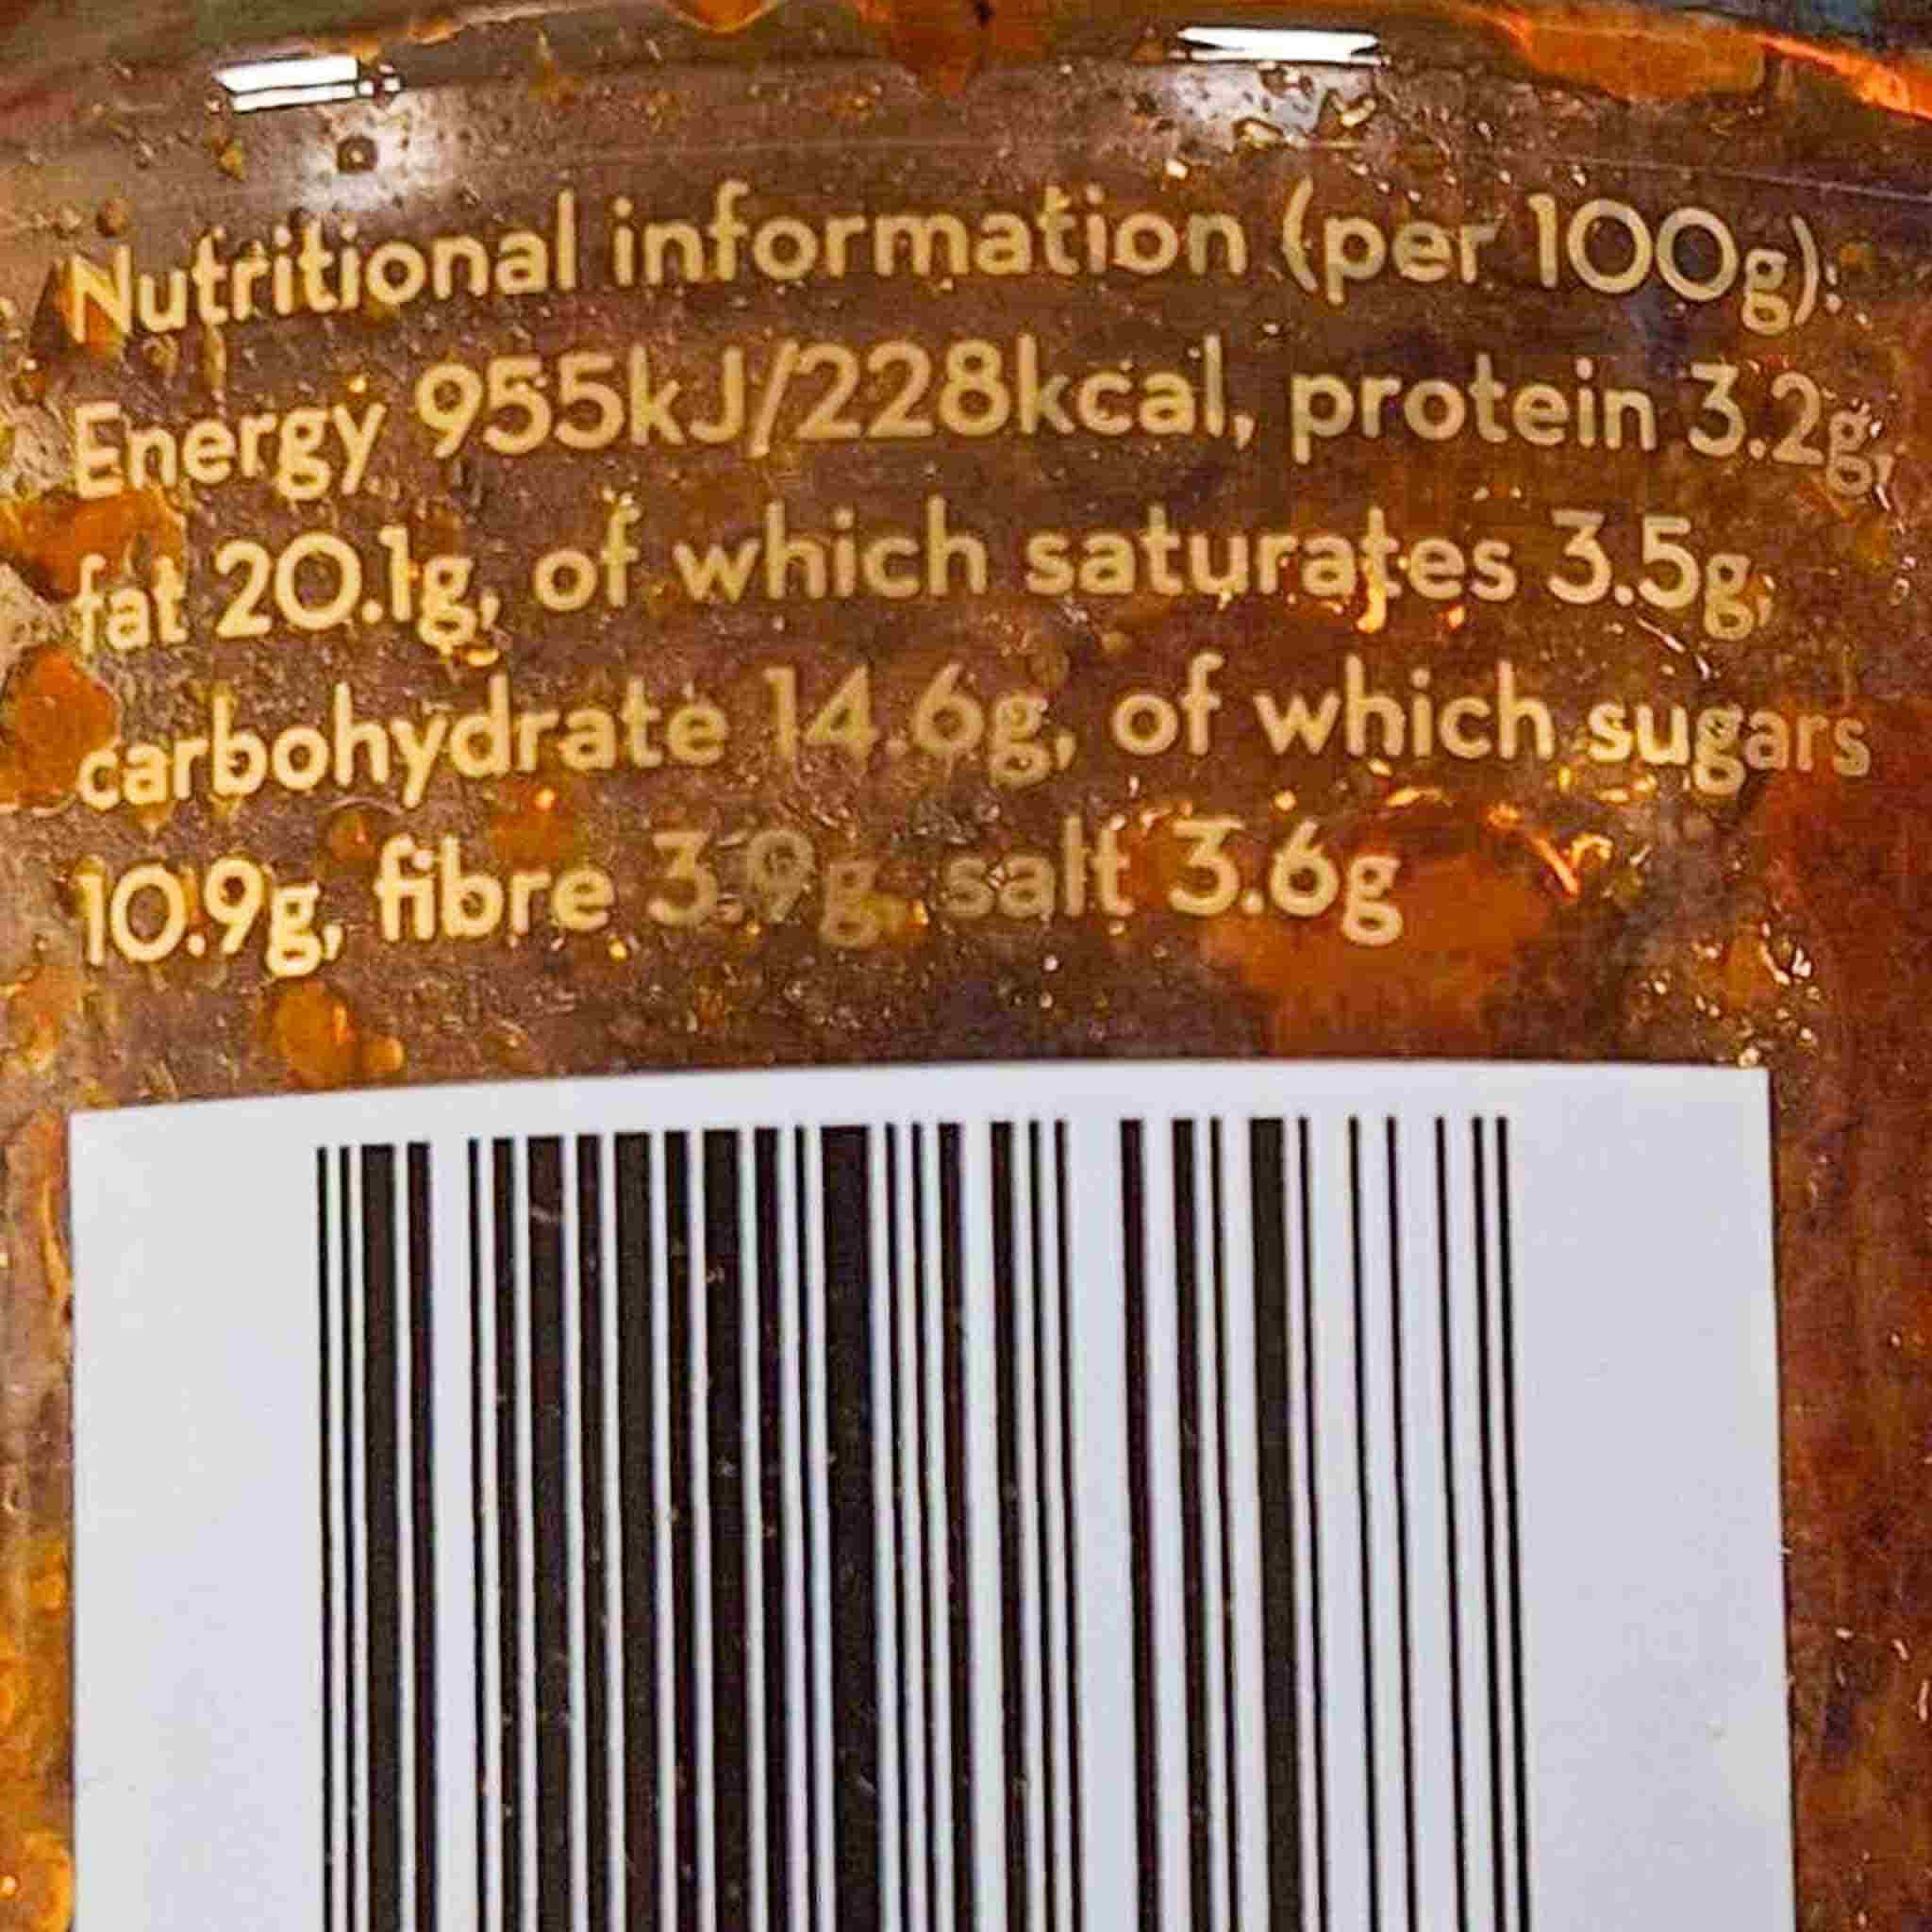 Nutritional information (per 100g):
Energy 955kJ/228kcal, protein 3.2g,
fat 20.1g, of which saturates 3.5g,
carbohydrate 14.6g, of which sugars
10.9g, fibre 3.9g, salt 3.6g